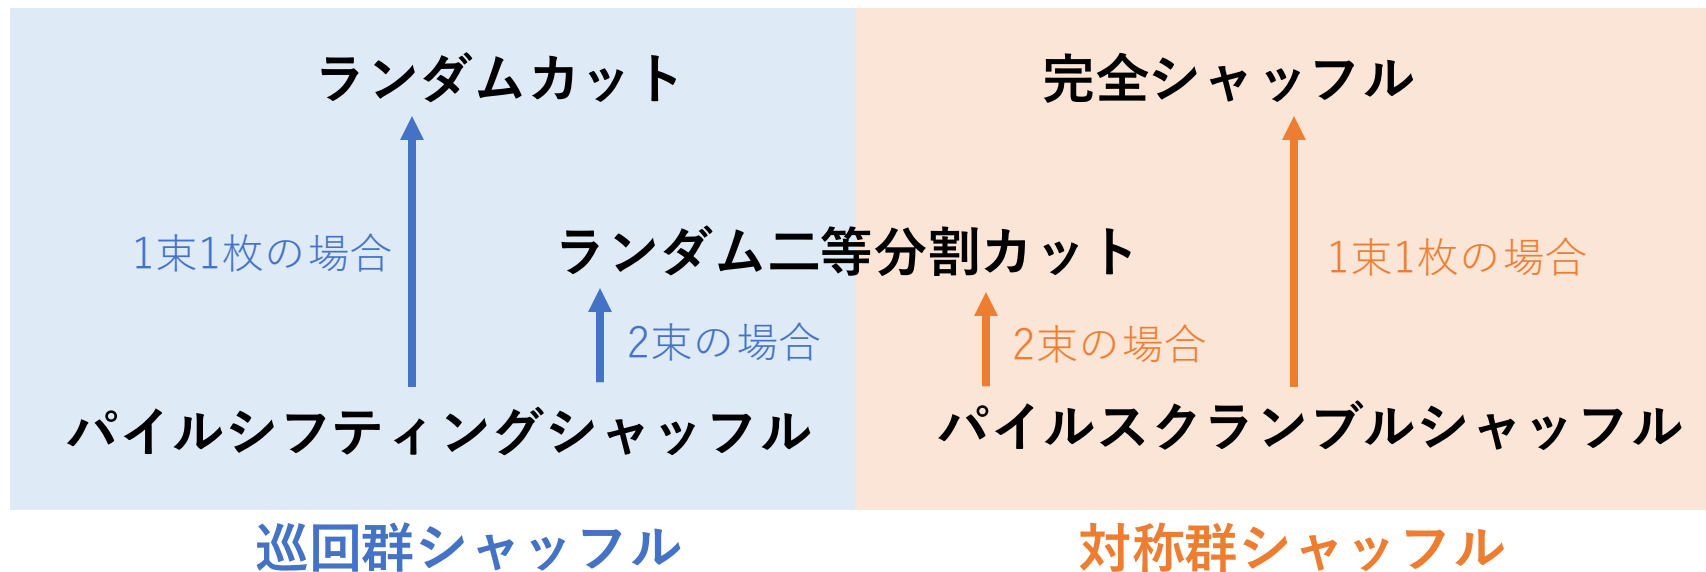 ランダムカット
完全シャッフル
1束1枚の場合
ランダム二等分割カット
1束1枚の場合
2束の場合
2束の場合
パイルシフティングシャッフル
パイルスクランブルシャッフル
巡回群シャッフル
対称群シャッフル